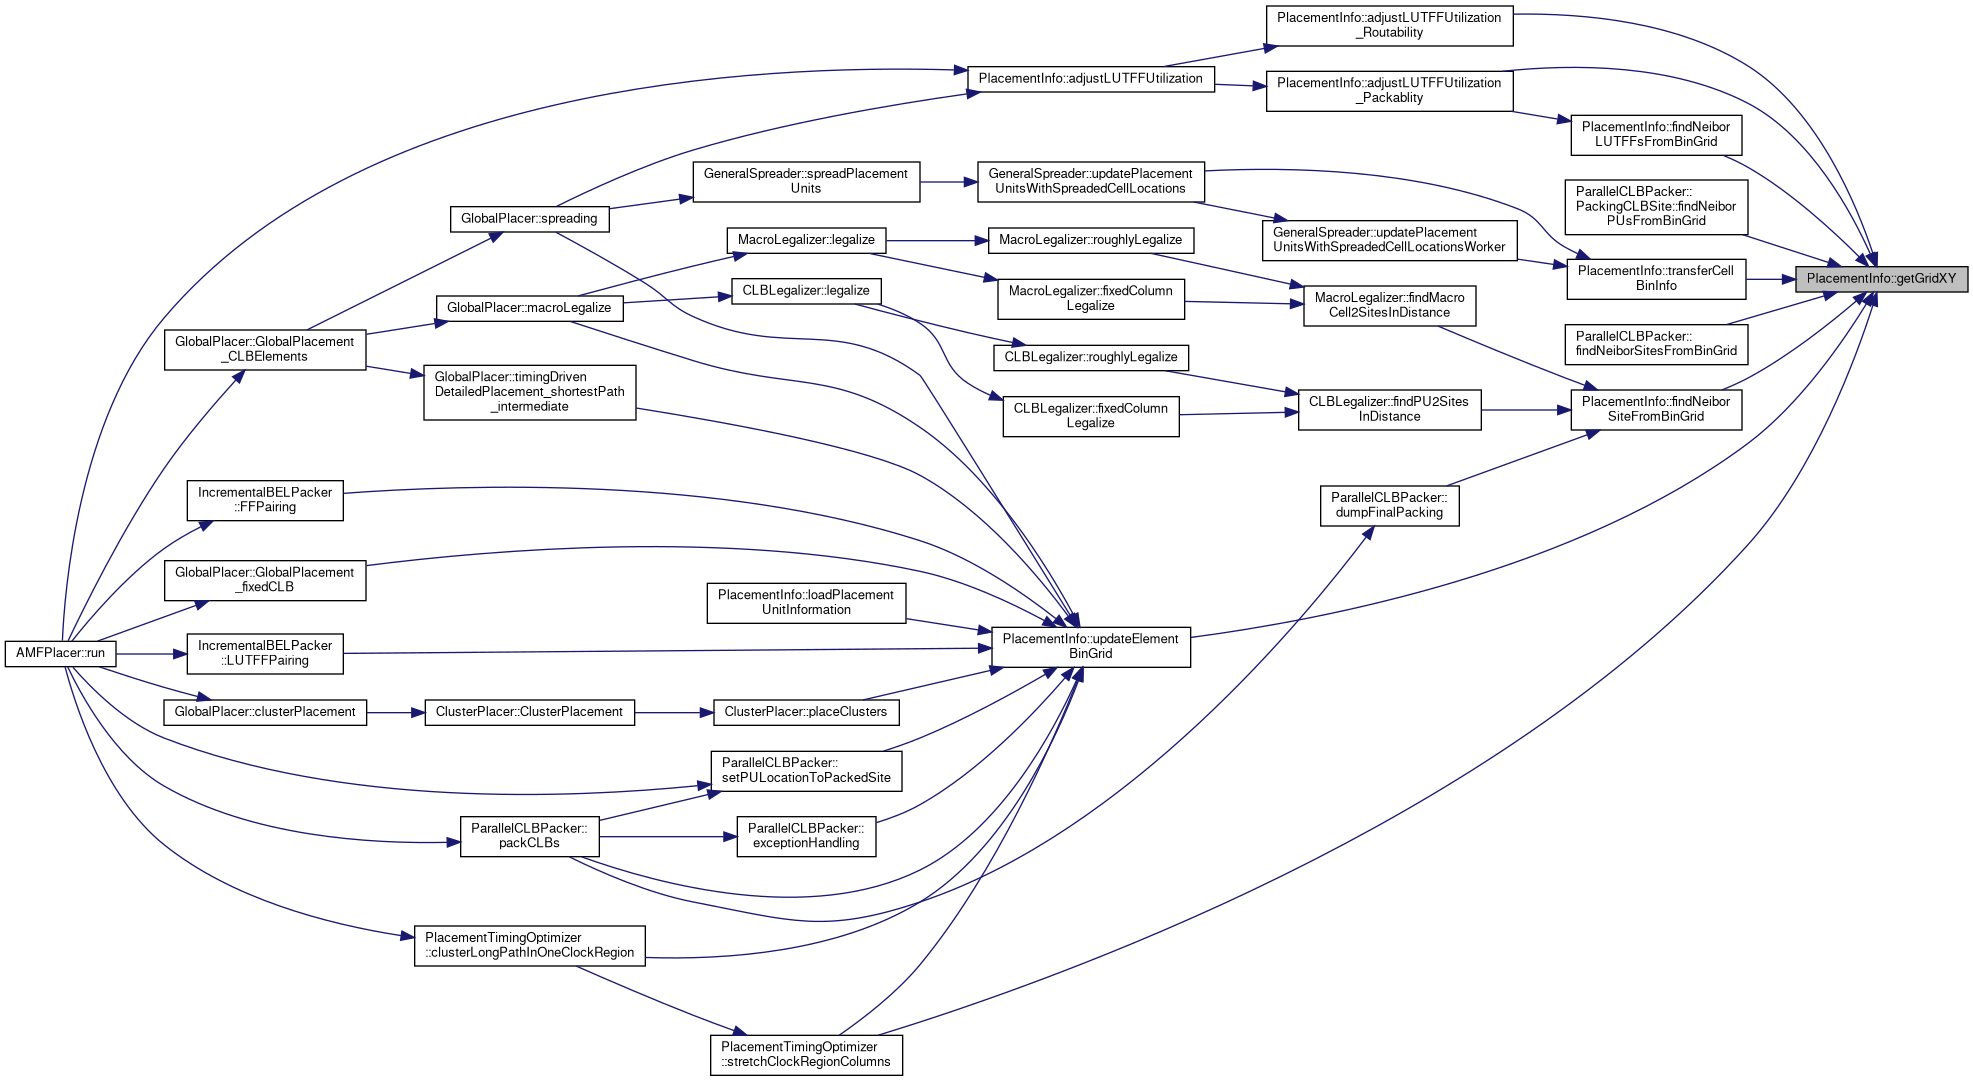 PlacementInfo::adjustLUTFFUtilization
_Routability
PlacementInfo::adjustLUTFFUtilization
PlacementInfo::adjustLUTFFUtilization
_Packablity
PlacementInfo::findNeibor
LUTFFsFromBinGrid
GeneralSpreader::spreadPlacement
Units
GeneralSpreader::updatePlacement
UnitsWithSpreadedCellLocations
ParallelCLBPacker::
PackingCLBSite::findNeibor
PUsFromBinGrid
GlobalPlacer::spreading
MacroLegalizer::legalize
MacroLegalizer::roughlyLegalize
GeneralSpreader::updatePlacement
UnitsWithSpreadedCellLocationsWorker
PlacementInfo::transferCell
BinInfo
PlacementInfo::getGridXY
GlobalPlacer::macroLegalize
CLBLegalizer::legalize
MacroLegalizer::fixedColumn
Legalize
MacroLegalizer::findMacro
Cell2SitesInDistance
ParallelCLBPacker::
findNeiborSitesFromBinGrid
GlobalPlacer::GlobalPlacement
_CLBElements
CLBLegalizer::roughlyLegalize
GlobalPlacer::timingDriven
DetailedPlacement_shortestPath
_intermediate
CLBLegalizer::fixedColumn
Legalize
CLBLegalizer::findPU2Sites
InDistance
PlacementInfo::findNeibor
SiteFromBinGrid
IncrementalBELPacker
::FFPairing
ParallelCLBPacker::
dumpFinalPacking
GlobalPlacer::GlobalPlacement
_fixedCLB
PlacementInfo::loadPlacement
UnitInformation
AMFPlacer::run
IncrementalBELPacker
::LUTFFPairing
PlacementInfo::updateElement
BinGrid
GlobalPlacer::clusterPlacement
ClusterPlacer::ClusterPlacement
ClusterPlacer::placeClusters
ParallelCLBPacker::
setPULocationToPackedSite
ParallelCLBPacker::
packCLBs
ParallelCLBPacker::
exceptionHandling
PlacementTimingOptimizer
::clusterLongPathInOneClockRegion
PlacementTimingOptimizer
::stretchClockRegionColumns